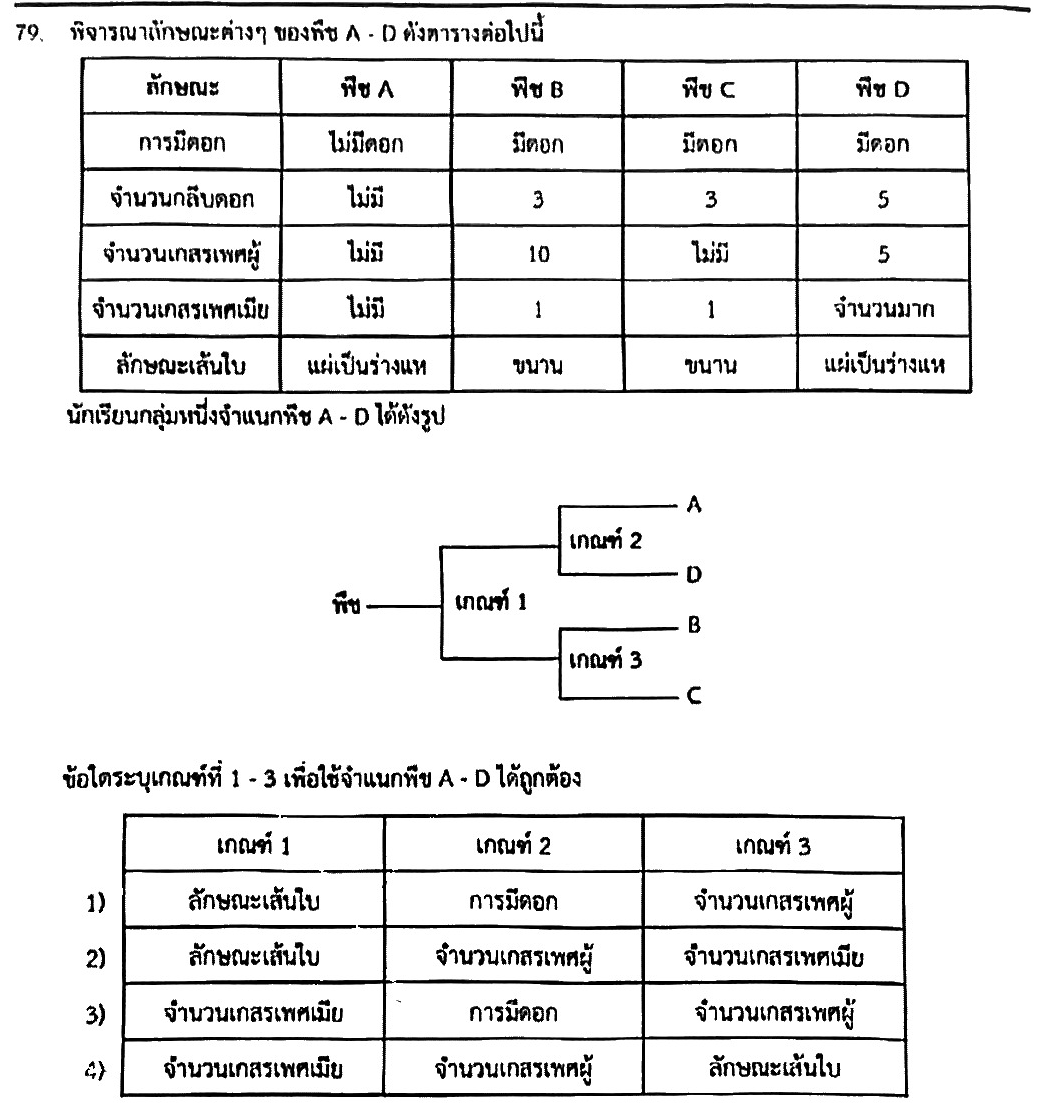 79. พิจารณาลักษณะต่างๆ ของพืช A - D ดังตารางต่อไปนี้
ลักษณะ พืช A พืช B พืช C พืช D
การมีดอก ไม่มีดอก มีดอก มีดอก มีดอก
จำนวนกลีบดอก ไม่มี 3 3 5
จำนวนเกสรเพศผู้ ไม่มี 10 ไม่มี 5
จำนวนเกสรเพศเมีย ไม่มี 1 1 จำนวนมาก
ลักษณะเส้นใบ แผ่เป็นร่างแห ขนาน ขนาน แผ่เป็นร่างแห
นักเรียนกลุ่มหนึ่งจำแนกพืช A - D ได้ดังรูป
A
เกณฑ์ 2
D
พืช เกณฑ์ 1
B
เกณฑ์ 3
C
ข้อใดระบุเกณฑ์ที่ 1 - 3 เพื่อใช้จำแนกพืช A - D ได้ถูกต้อง
เกณฑ์ 1 เกณฑ์ 2 เกณฑ์ 3
1) ลักษณะเส้นใบ การมีดอก จำนวนเกสรเพศผู้
2) ลักษณะเส้นใบ จำนวนเกสรเพศผู้ จำนวนเกสรเพศเมีย
3) จำนวนเกสรเพศเมีย การมีดอก จำนวนเกสรเพศผู้
4) จำนวนเกสรเพศเมีย จำนวนเกสรเพศผู้ ลักษณะเส้นใบ